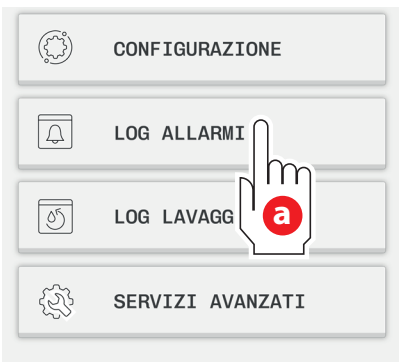 CONFIGURAZIONE
LOG ALLARMI
LOG LAVAGG
a
SERVIZI AVANZATI